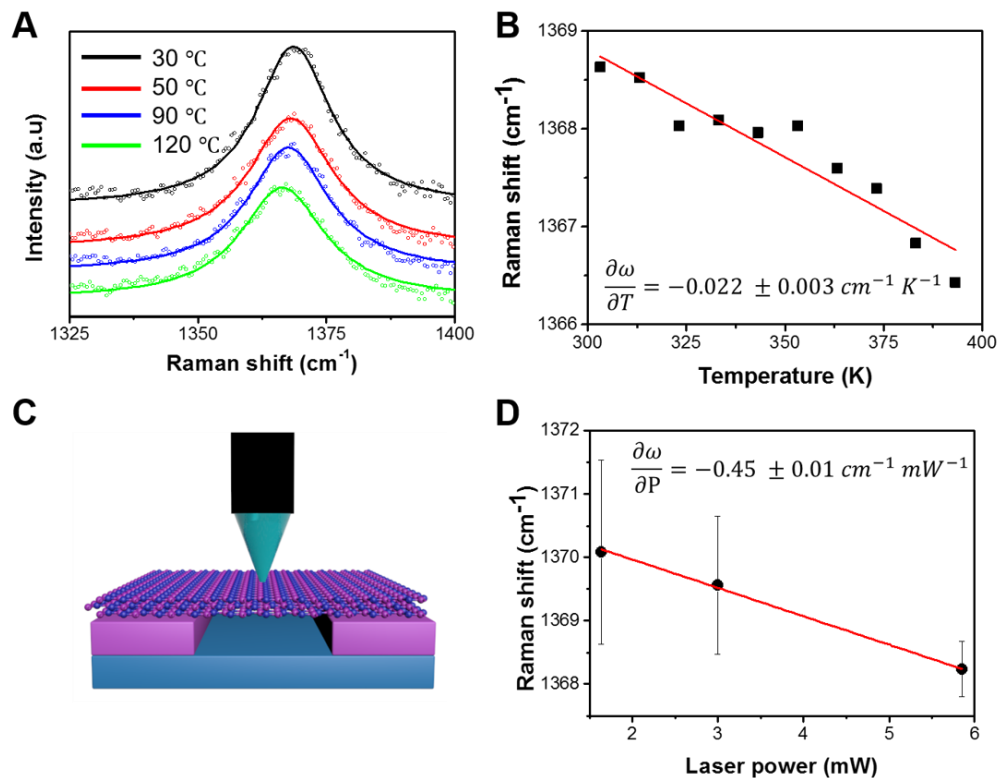 A
30 °C
50 °C
90 °C
120 °C
Intensity (a.u)
1325
1350
1375
1400
Raman shift (cm⁻¹)
B
1369
1368
1367
1366
Raman shift (cm⁻¹)
∂ω/∂T = −0.022 ± 0.003 cm⁻¹ K⁻¹
300
325
350
375
400
Temperature (K)
C
D
1372
1371
1370
1369
1368
Raman shift (cm⁻¹)
∂ω/∂P = −0.45 ± 0.01 cm⁻¹ mW⁻¹
2
3
4
5
6
Laser power (mW)